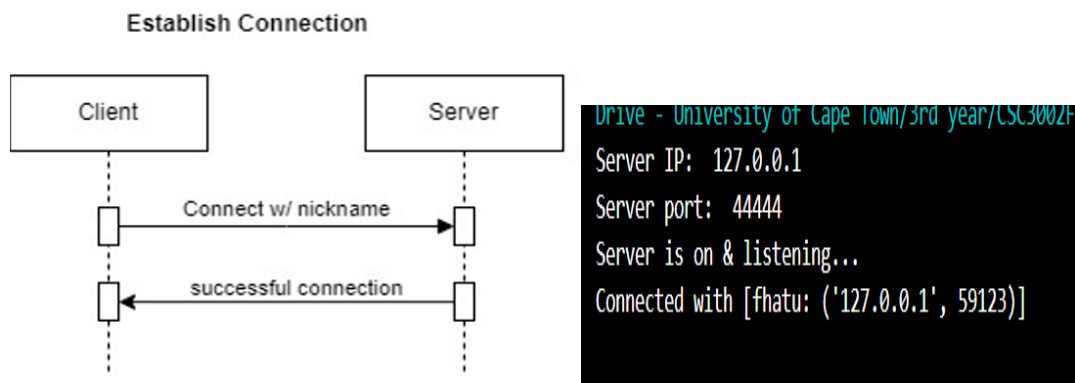 Establish Connection
Client
Server
Connect w/ nickname
successful connection
Drive - University of Cape Town/3rd year/CSC3002F
Server IP:  127.0.0.1
Server port:  44444
Server is on & listening...
Connected with [fhatu: ('127.0.0.1', 59123)]